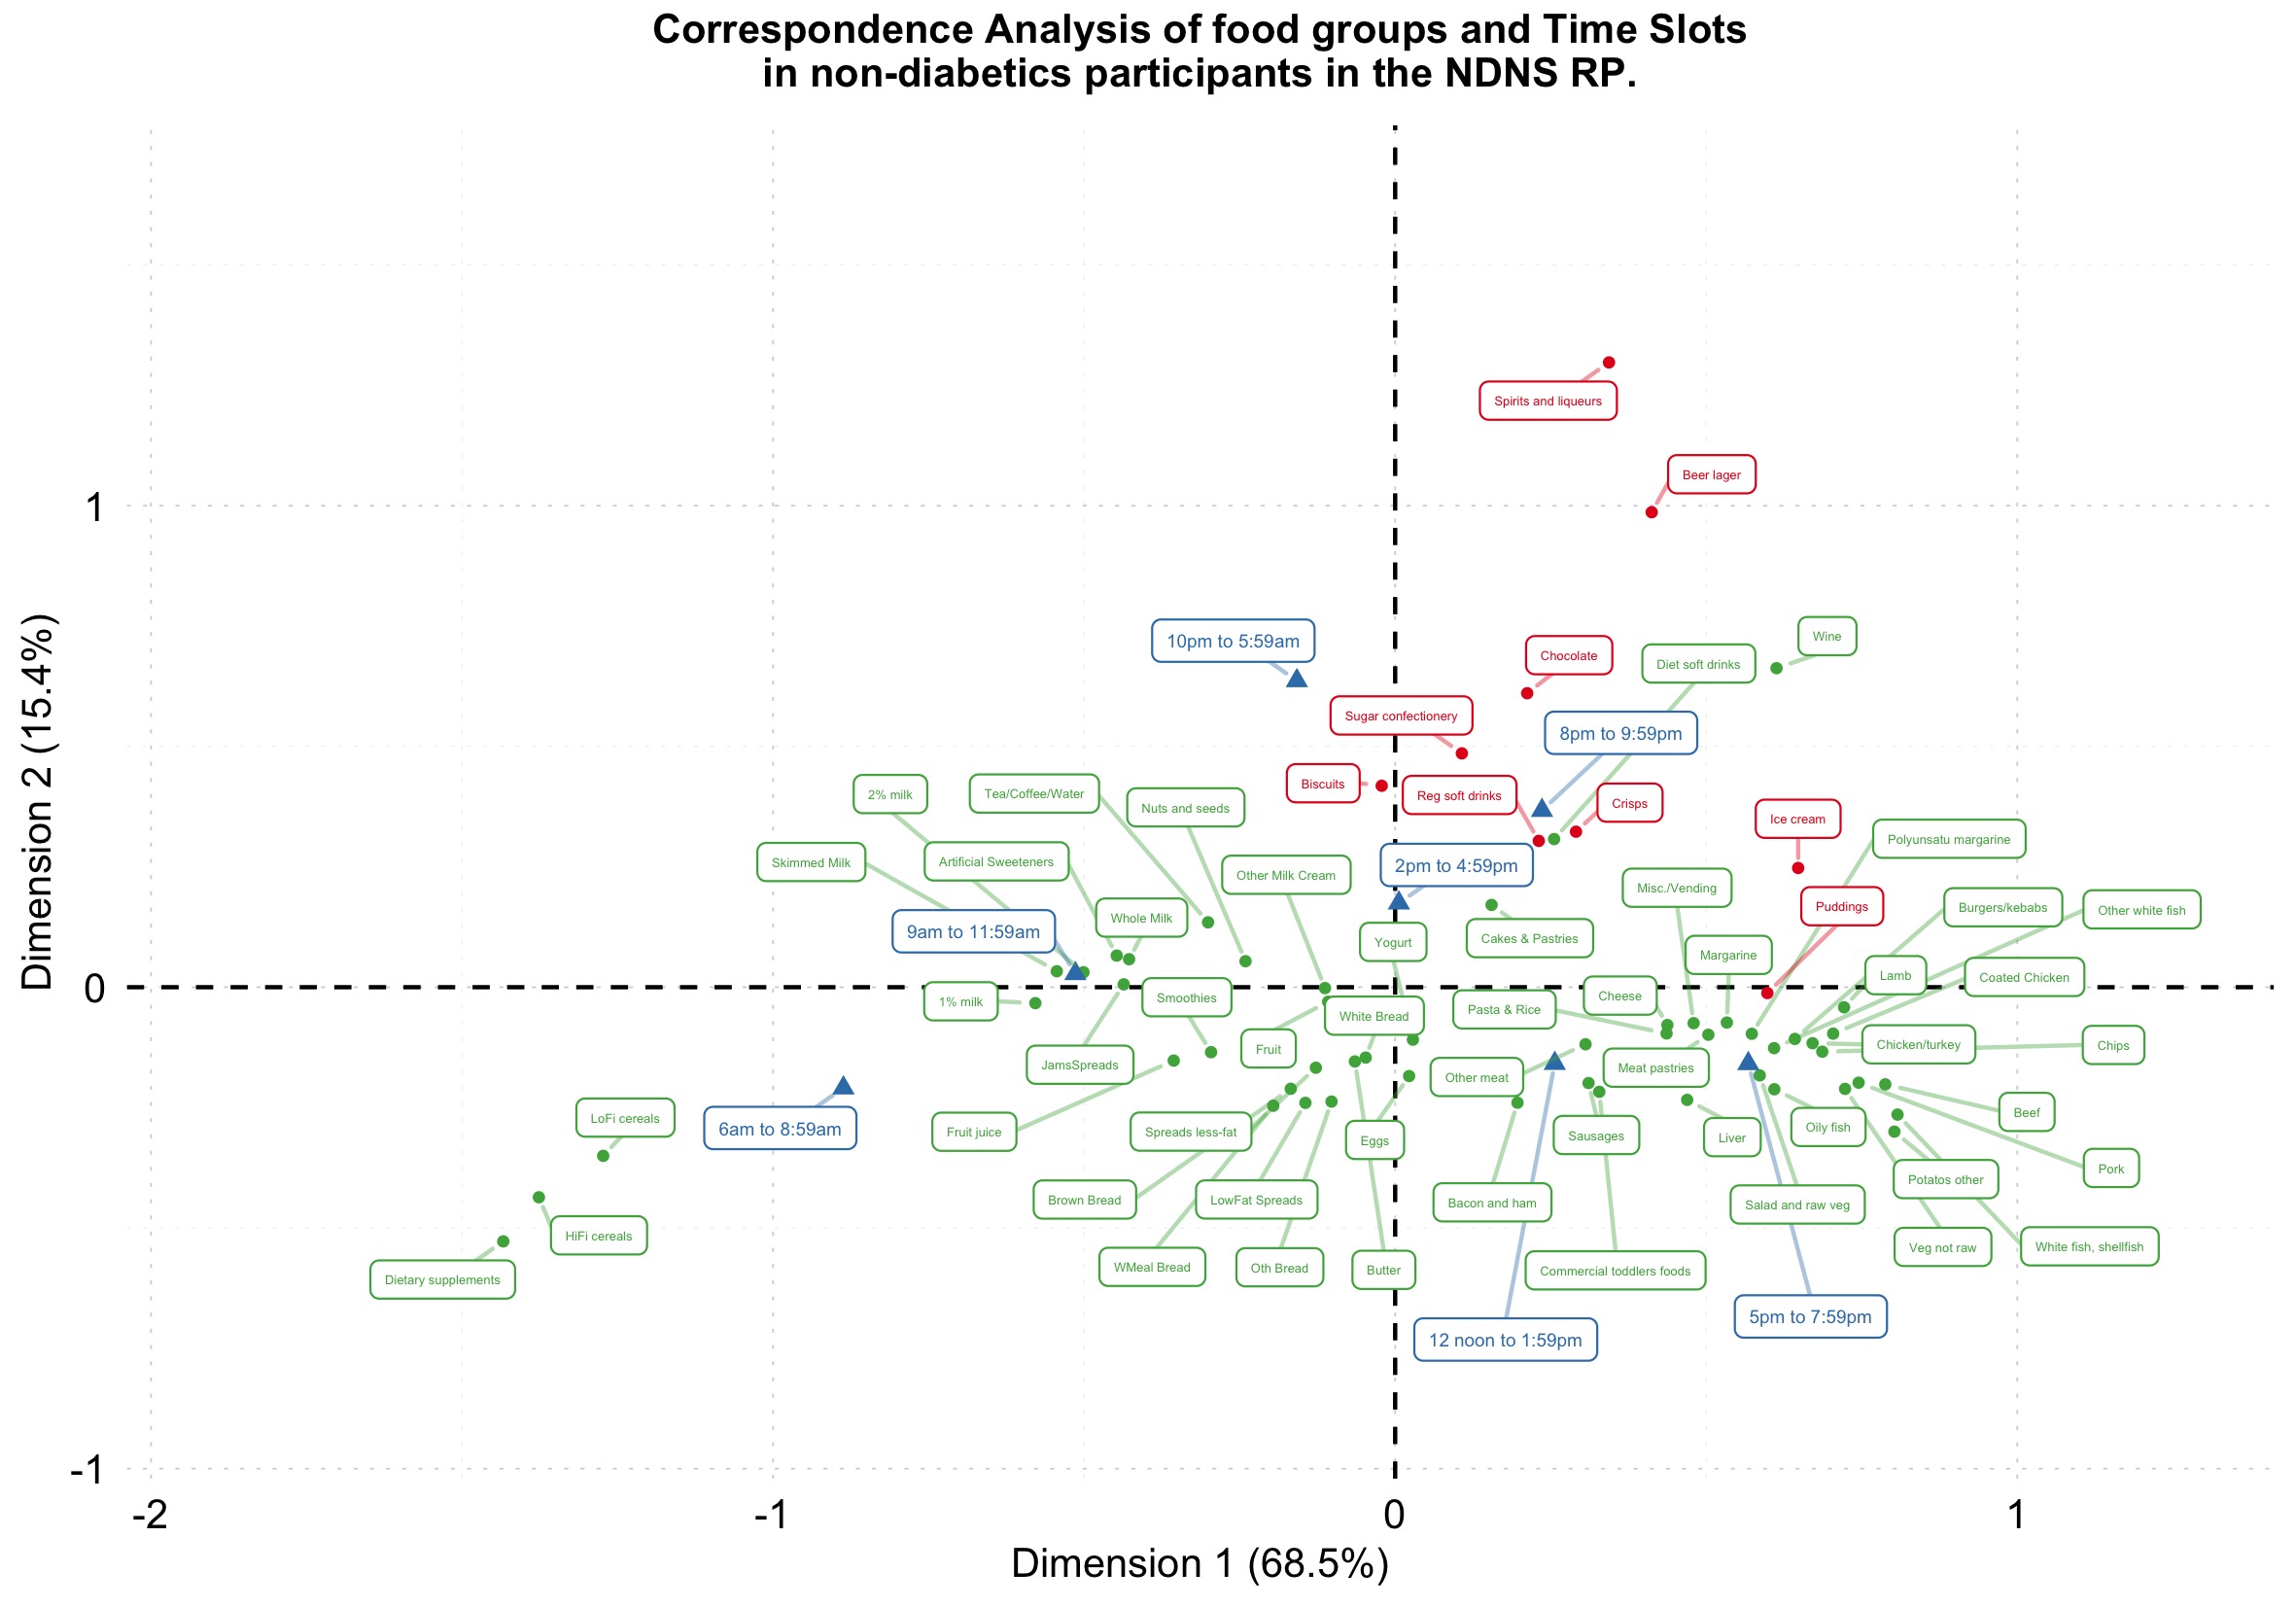 Correspondence Analysis of food groups and Time Slots
in non-diabetics participants in the NDNS RP.
Spirits and liqueurs
Beer lager
1
10pm to 5:59am
Wine
Chocolate
Diet soft drinks
Sugar confectionery
8pm to 9:59pm
Biscuits
Reg soft drinks
Crisps
2% milk
Tea/Coffee/Water
Nuts and seeds
Ice cream
Polyunsatu margarine
Skimmed Milk
Artificial Sweeteners
2pm to 4:59pm
Other Milk Cream
Misc./Vending
Puddings
Burgers/kebabs
Other white fish
9am to 11:59am
Whole Milk
Yogurt
Cakes & Pastries
Margarine
Lamb
Coated Chicken
0
1% milk
Smoothies
White Bread
Pasta & Rice
Cheese
JamsSpreads
Fruit
Other meat
Meat pastries
Chicken/turkey
Chips
LoFi cereals
6am to 8:59am
Fruit juice
Spreads less-fat
Eggs
Sausages
Liver
Oily fish
Beef
Pork
Brown Bread
LowFat Spreads
Bacon and ham
Salad and raw veg
Potatos other
HiFi cereals
Dietary supplements
WMeal Bread
Oth Bread
Butter
Commercial toddlers foods
Veg not raw
White fish, shellfish
12 noon to 1:59pm
5pm to 7:59pm
-1
-2
-1
0
1
Dimension 1 (68.5%)
Dimension 2 (15.4%)